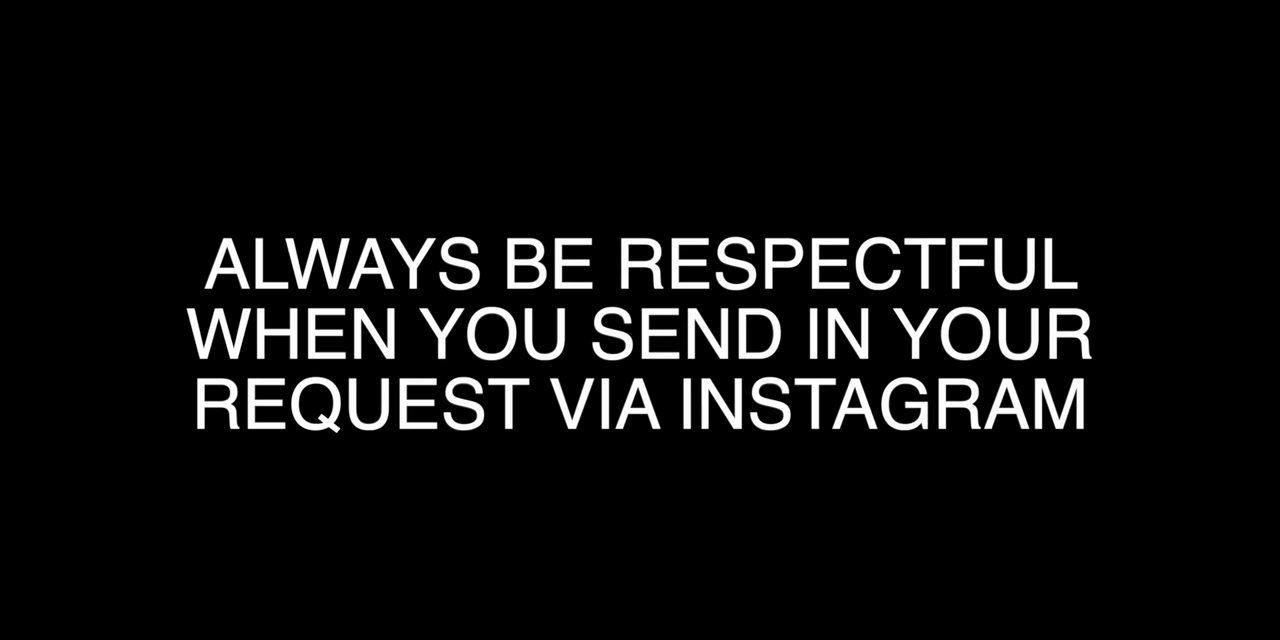 ALWAYS BE RESPECTFUL
WHEN YOU SEND IN YOUR
REQUEST VIA INSTAGRAM